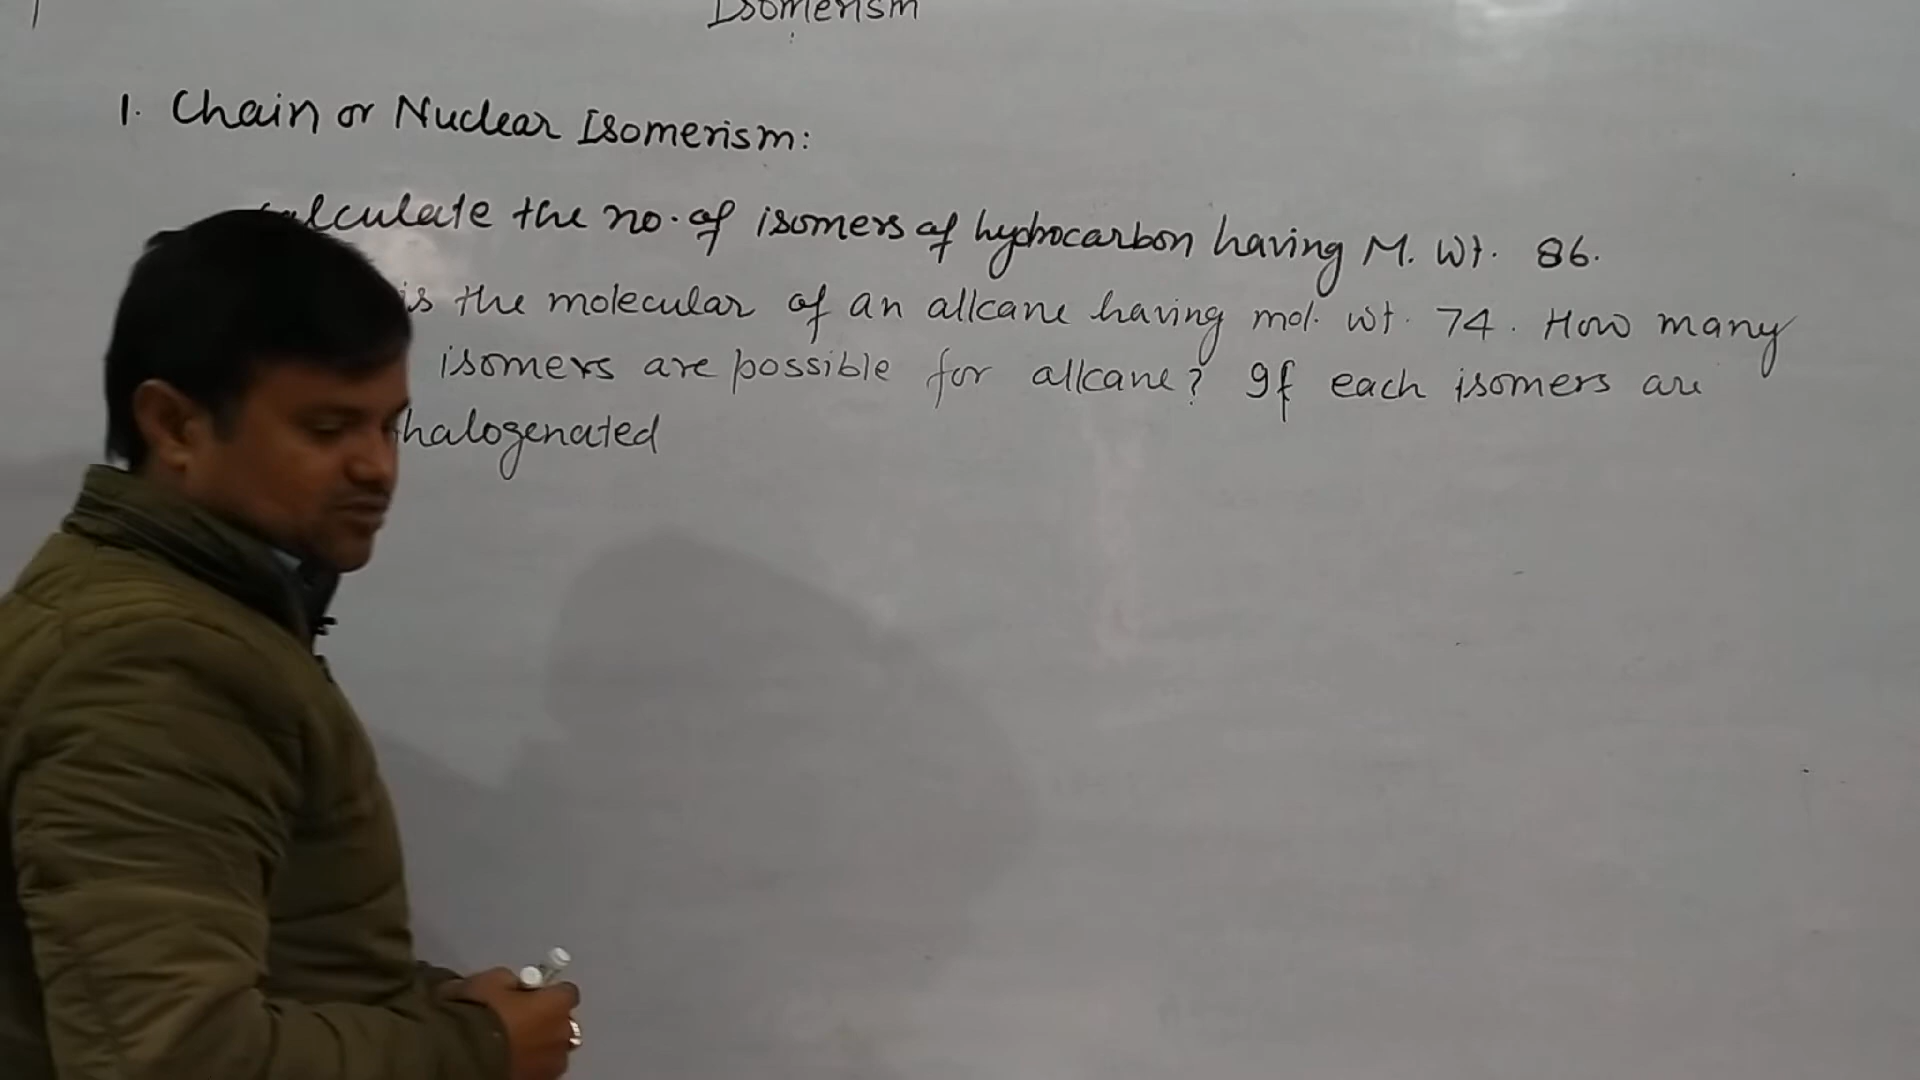 Isomerism
1. Chain or Nuclear Isomerism:
Calculate the no. of isomers of hydrocarbon having M. Wt. 86.
is the molecular of an alkane having mol. wt. 74. How many
isomers are possible for alkane? If each isomers are
halogenated